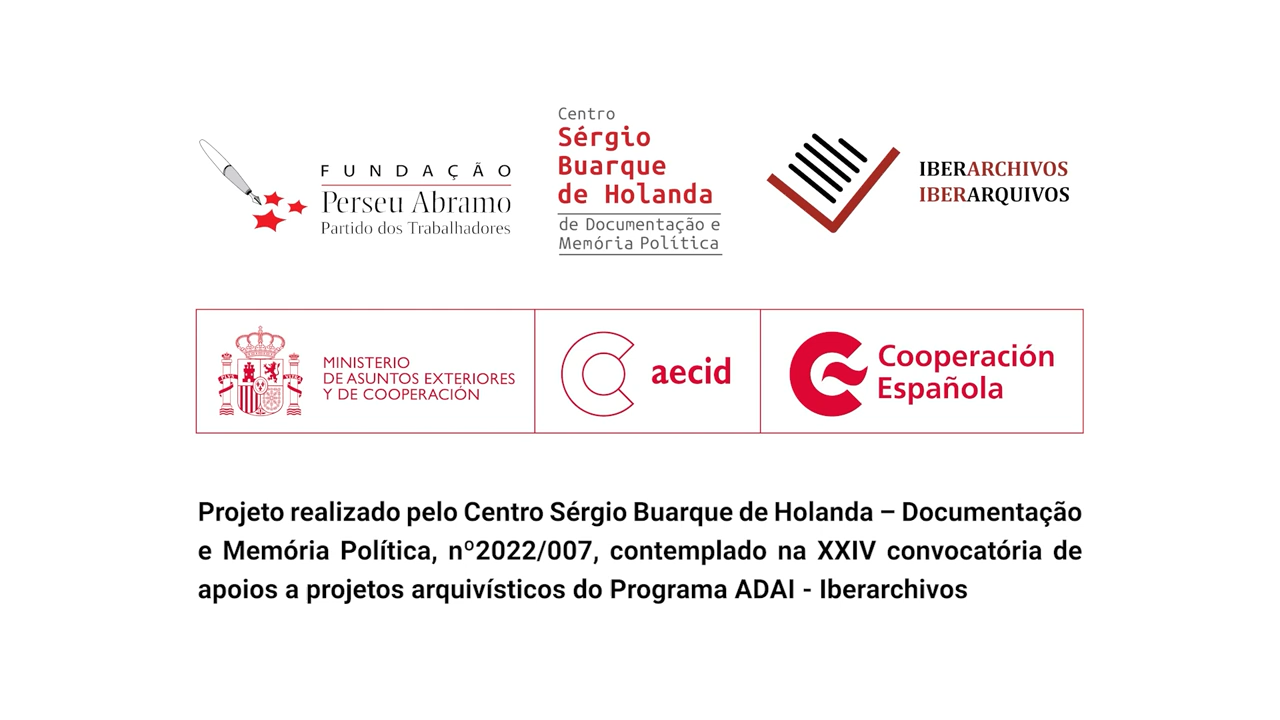 FUNDAÇÃO
Perseu Abramo
Partido dos Trabalhadores
Centro
Sérgio
Buarque
de Holanda
de Documentação e
Memória Política
IBERARCHIVOS
IBERARQUIVOS
MINISTERIO
DE ASUNTOS EXTERIORES
Y DE COOPERACIÓN
aecid
Cooperación
Española
Projeto realizado pelo Centro Sérgio Buarque de Holanda – Documentação
e Memória Política, nº2022/007, contemplado na XXIV convocatória de
apoios a projetos arquivísticos do Programa ADAI - Iberarchivos